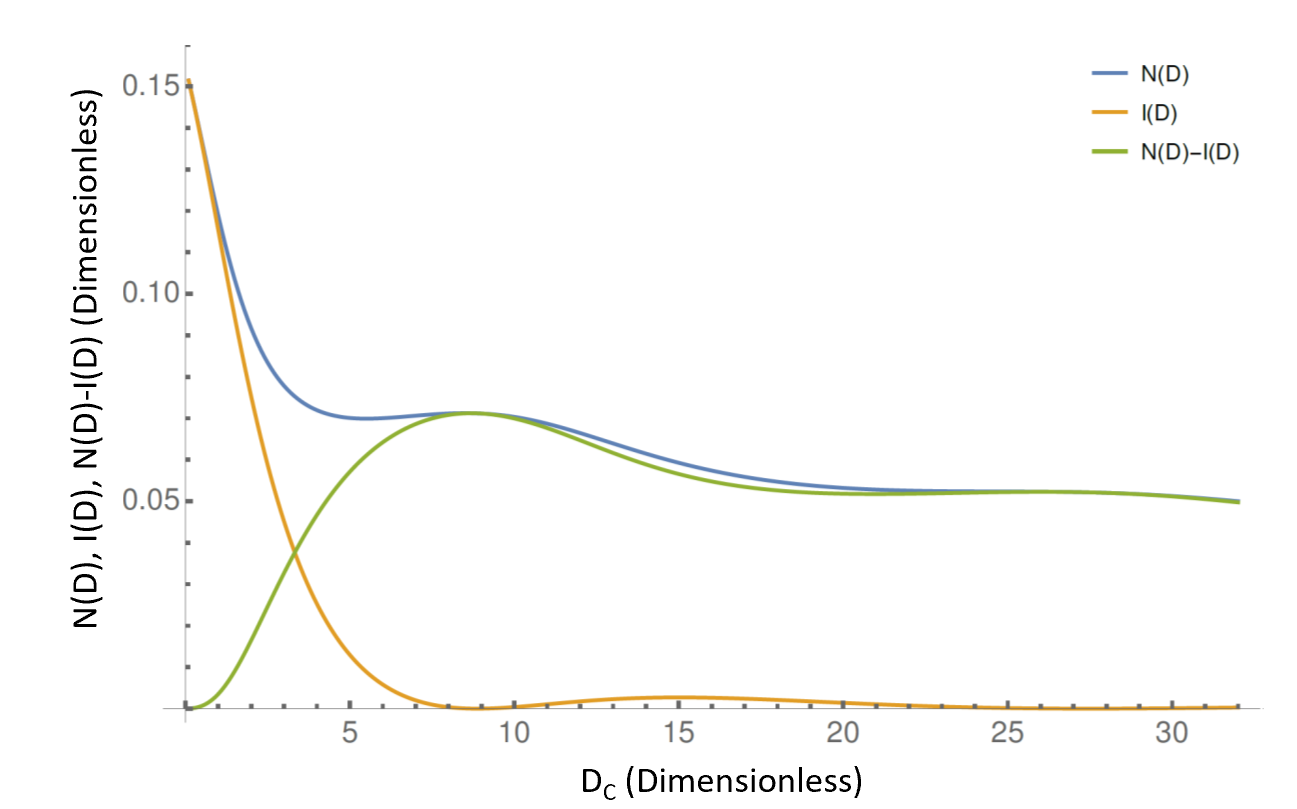 N(D), I(D), N(D)-I(D) (Dimensionless)
0.15
0.10
0.05
N(D)
I(D)
N(D)−I(D)
5 10 15 20 25 30
D_C (Dimensionless)